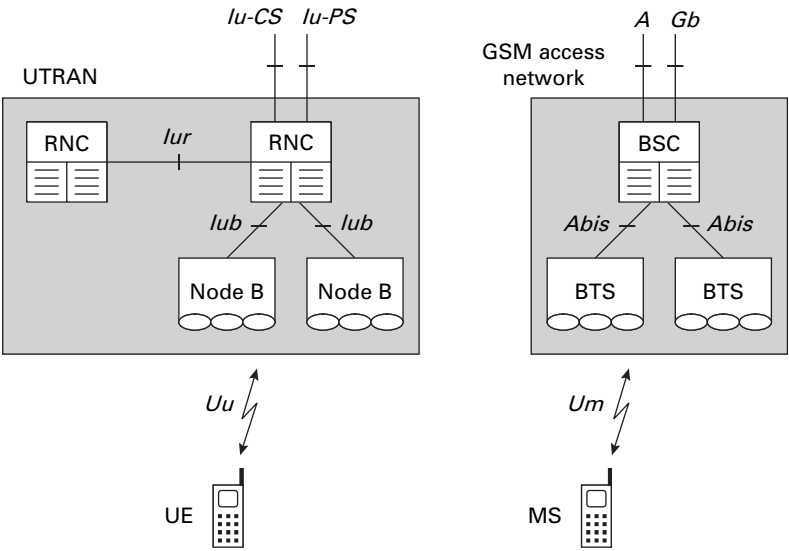 Iu-CS Iu-PS
UTRAN
RNC
Iur
RNC
Iub
Iub
Node B
Node B
Uu
UE
A Gb
GSM access
network
BSC
Abis
Abis
BTS
BTS
Um
MS